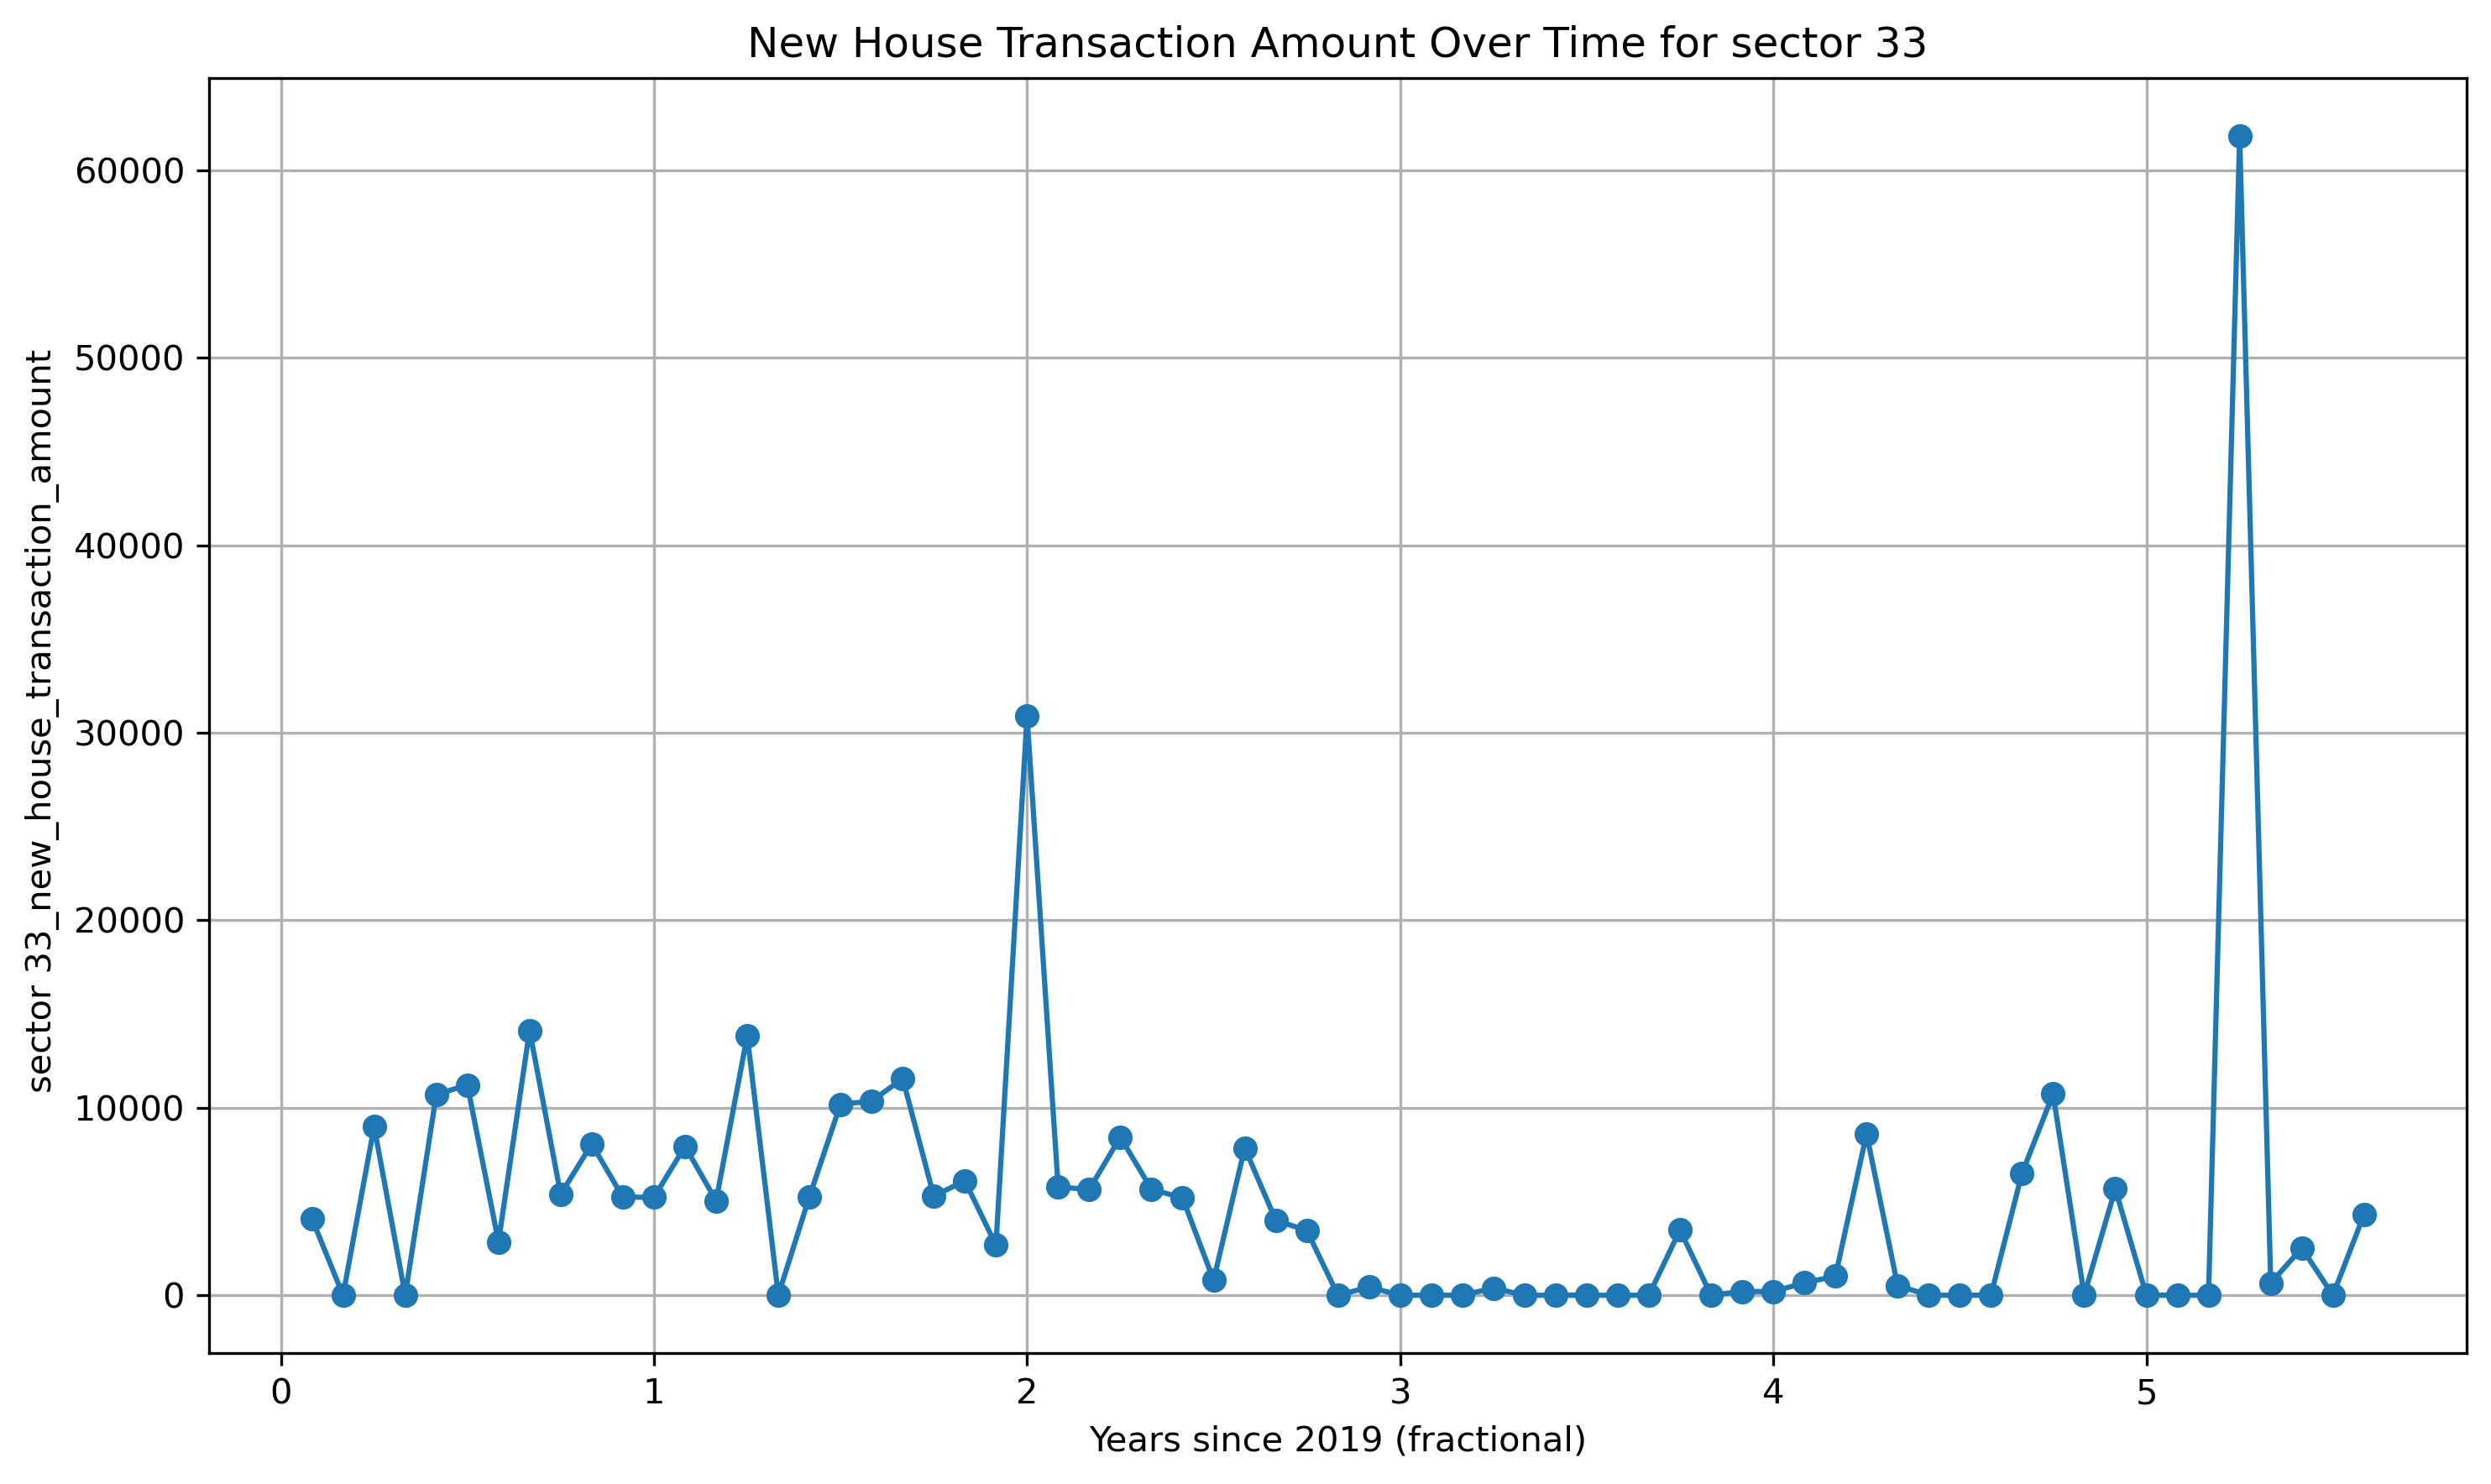 New House Transaction Amount Over Time for sector 33
sector 33_new_house_transaction_amount
60000
50000
40000
30000
20000
10000
0
0 1 2 3 4 5
Years since 2019 (fractional)